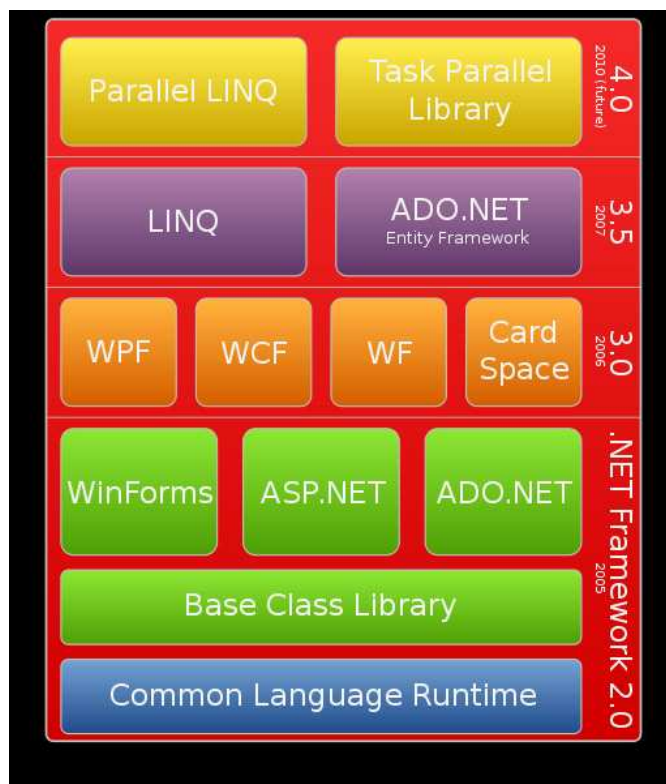 Parallel LINQ
Task Parallel
Library
4.0
2010 (future)
LINQ
ADO.NET
Entity Framework
3.5
2007
WPF
WCF
WF
Card
Space
3.0
2006
WinForms
ASP.NET
ADO.NET
Base Class Library
Common Language Runtime
.NET Framework 2.0
2005